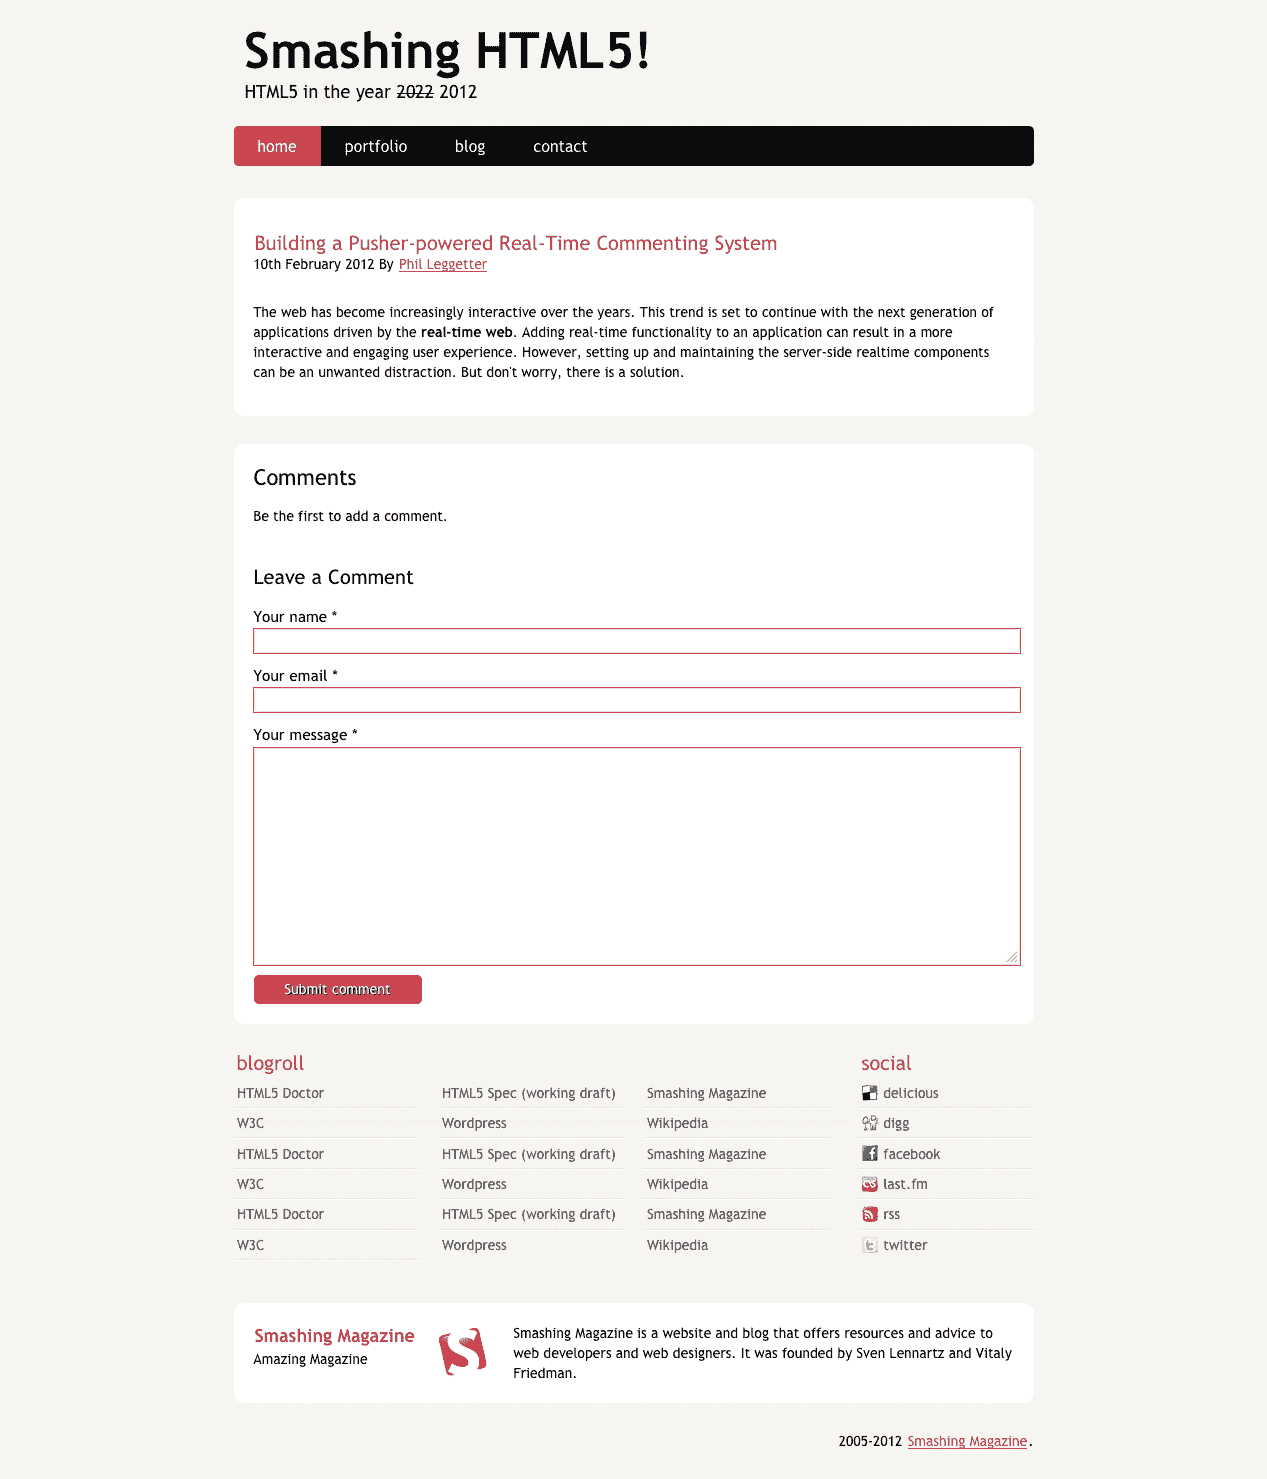 Smashing HTML5!
HTML5 in the year 2022 2012
home portfolio blog contact
Building a Pusher-powered Real-Time Commenting System
10th February 2012 By Phil Leggetter
The web has become increasingly interactive over the years. This trend is set to continue with the next generation of
applications driven by the real-time web. Adding real-time functionality to an application can result in a more
interactive and engaging user experience. However, setting up and maintaining the server-side realtime components
can be an unwanted distraction. But don't worry, there is a solution.
Comments
Be the first to add a comment.
Leave a Comment
Your name *
Your email *
Your message *
Submit comment
blogroll social
HTML5 Doctor HTML5 Spec (working draft) Smashing Magazine delicious
W3C Wordpress Wikipedia digg
HTML5 Doctor HTML5 Spec (working draft) Smashing Magazine facebook
W3C Wordpress Wikipedia last.fm
HTML5 Doctor HTML5 Spec (working draft) Smashing Magazine rss
W3C Wordpress Wikipedia twitter
Smashing Magazine
Amazing Magazine
Smashing Magazine is a website and blog that offers resources and advice to
web developers and web designers. It was founded by Sven Lennartz and Vitaly
Friedman.
2005-2012 Smashing Magazine.